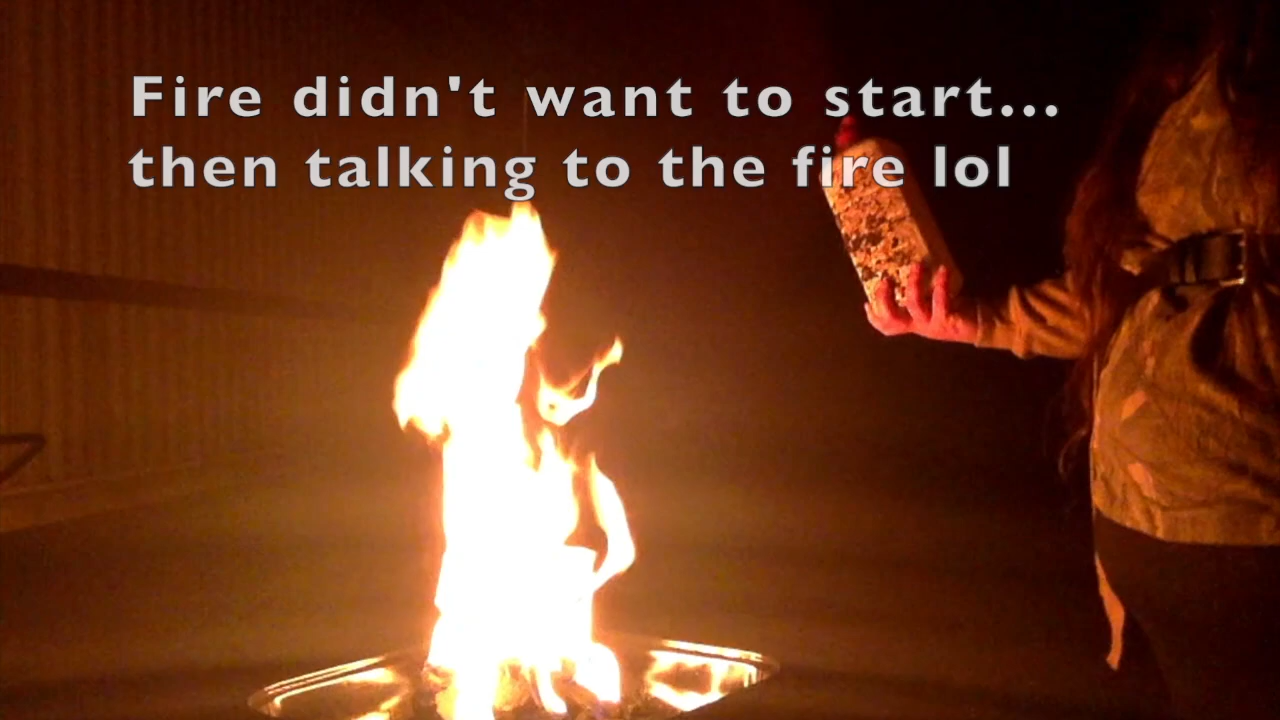 Fire didn't want to start...
then talking to the fire lol